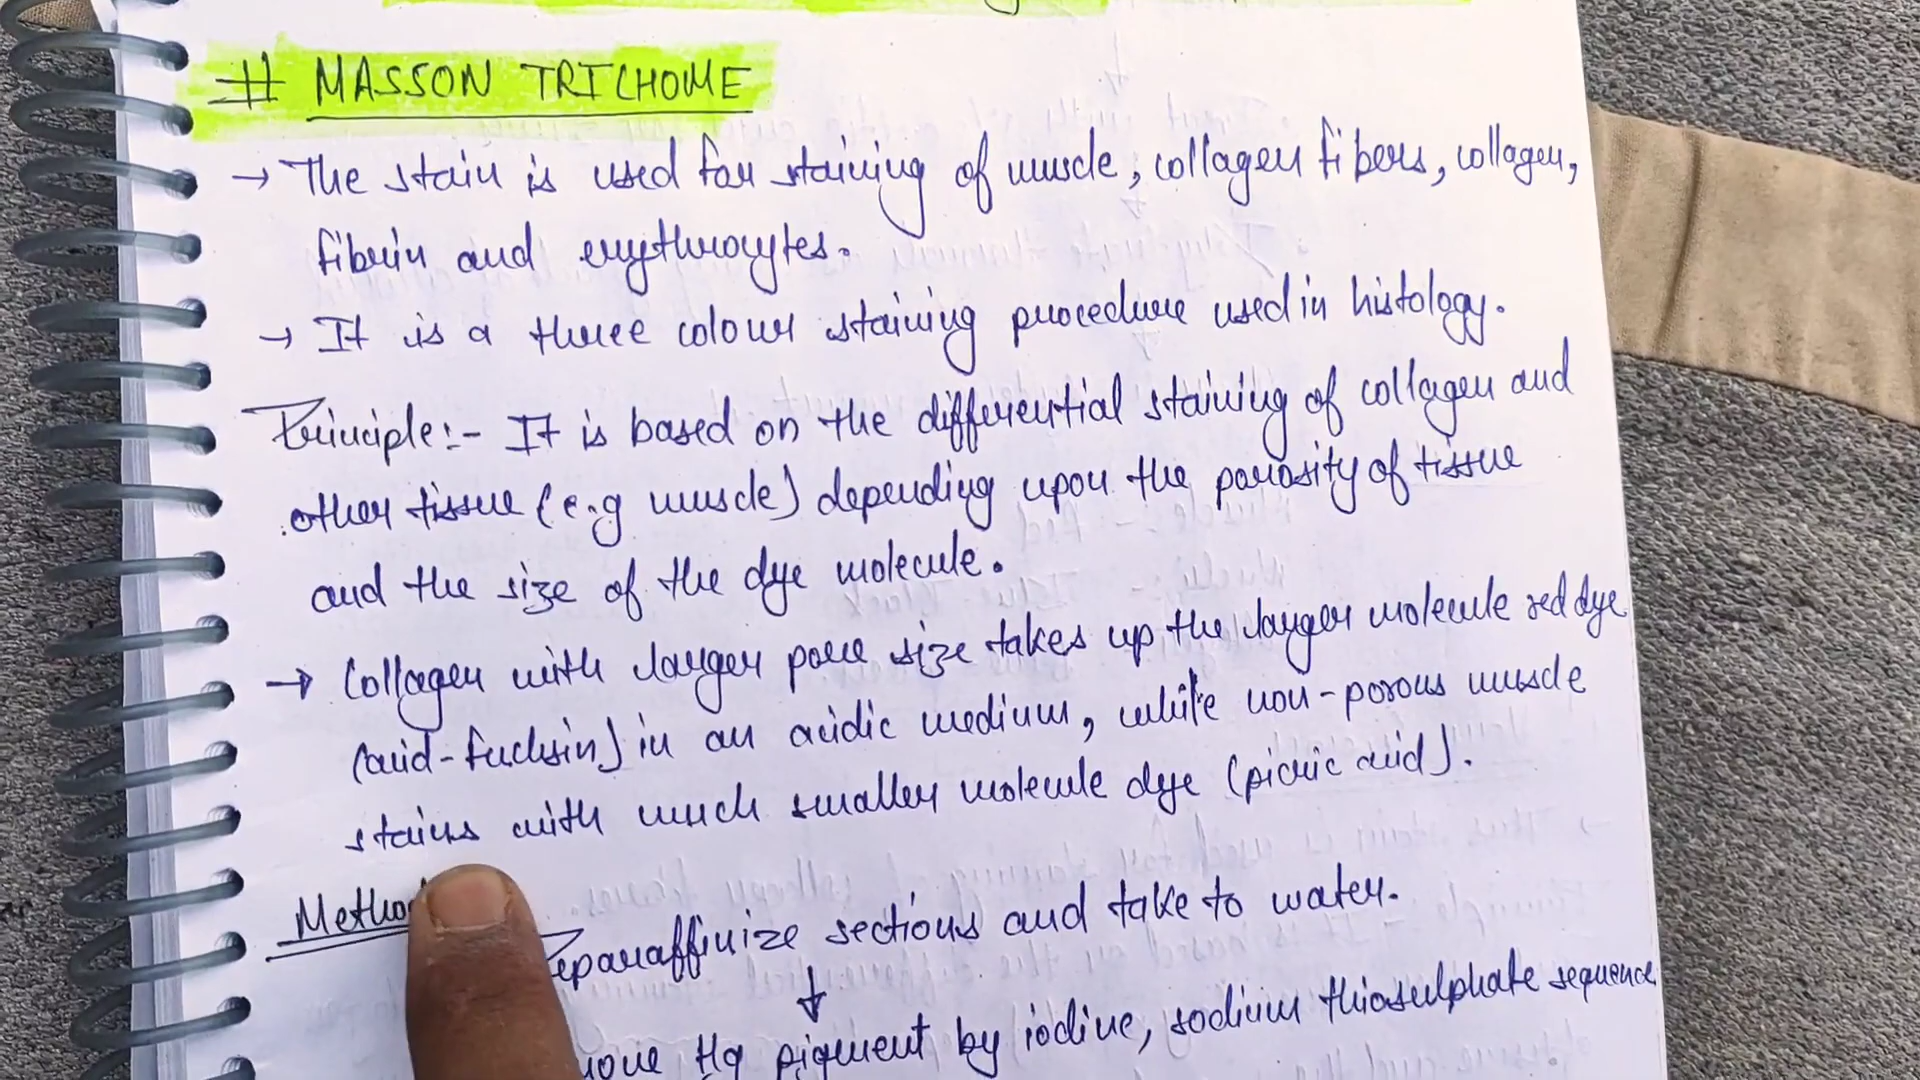 # MASSON TRICHOME
→ The stain is used for staining of muscle, collagen fibers, collagen,
fibrin and erythrocytes.
→ It is a three colour staining procedure used in histology.
Principle:- It is based on the differential staining of collagen and
other tissue (e.g muscle) depending upon the porosity of tissue
and the size of the dye molecule.
→ Collagen with larger pore size takes up the larger molecule red dye
(acid-fuchsin) in an acidic medium, while non-porous muscle
stains with much smaller molecule dye (picric acid).
Deparaffinize sections and take to water.
↓
Hg pigment by iodine, sodium thiosulphate sequence